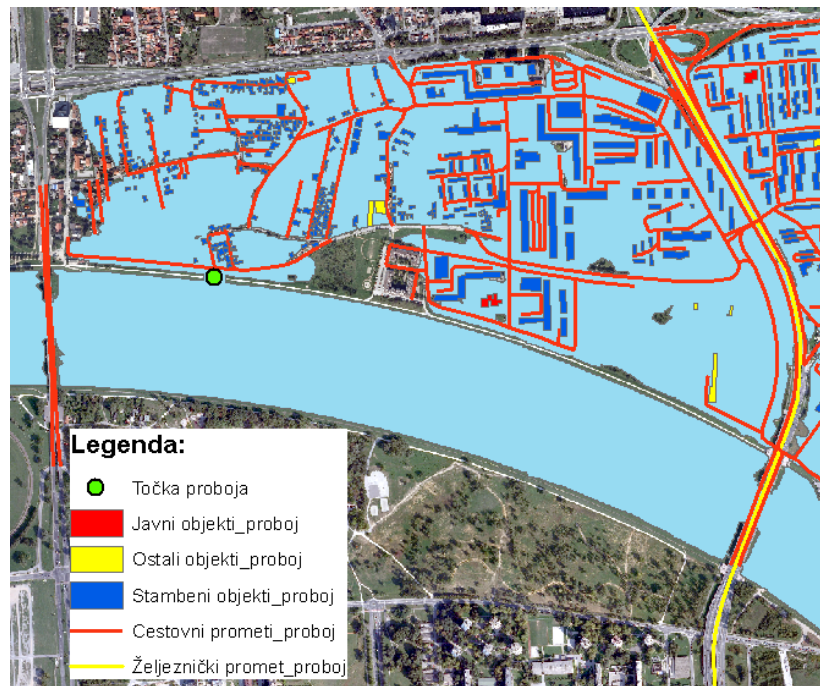 Legenda:
Točka proboja
Javni objekti_proboj
Ostali objekti_proboj
Stambeni objekti_proboj
Cestovni prometi_proboj
Željeznički promet_proboj